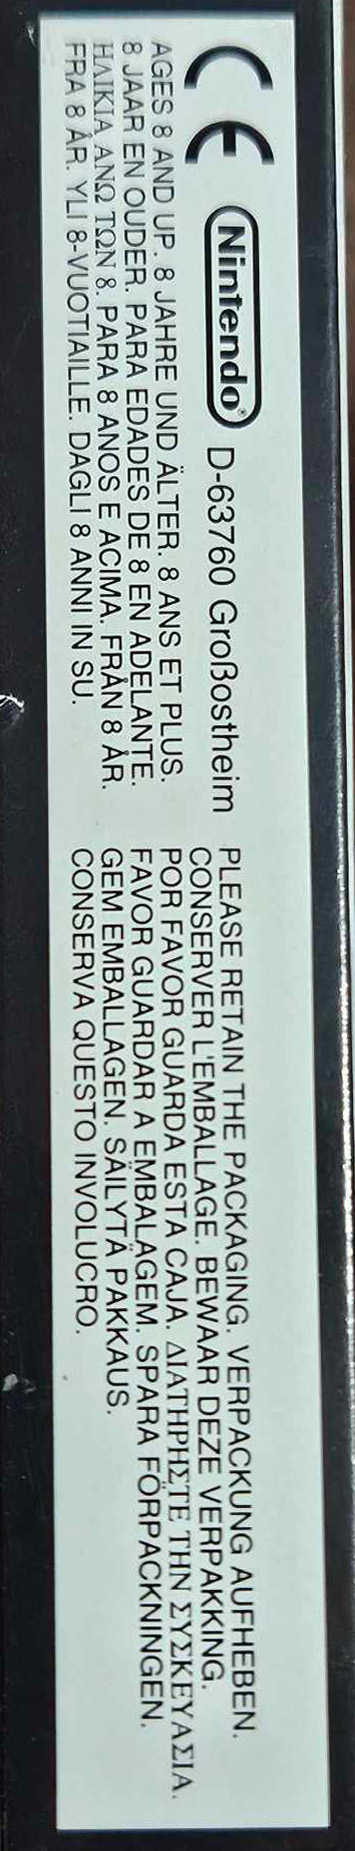 CE Nintendo® D-63760 Großostheim
AGES 8 AND UP. 8 JAHRE UND ÄLTER. 8 ANS ET PLUS.
8 JAAR EN OUDER. PARA EDADES DE 8 EN ADELANTE.
ΗΛΙΚΙΑ ΑΝΩ ΤΩΝ 8. PARA 8 ANOS E ACIMA. FRÅN 8 ÅR.
FRA 8 ÅR. YLI 8-VUOTIAILLE. DAGLI 8 ANNI IN SU.
PLEASE RETAIN THE PACKAGING. VERPACKUNG AUFHEBEN.
CONSERVER L'EMBALLAGE. BEWAAR DEZE VERPAKKING.
POR FAVOR GUARDA ESTA CAJA. ΔΙΑΤΗΡΗΣΤΕ ΤΗΝ ΣΥΣΚΕΥΑΣΙΑ.
FAVOR GUARDAR A EMBALAGEM. SPARA FÖRPACKNINGEN.
GEM EMBALLAGEN. SÄILYTÄ PAKKAUS.
CONSERVA QUESTO INVOLUCRO.